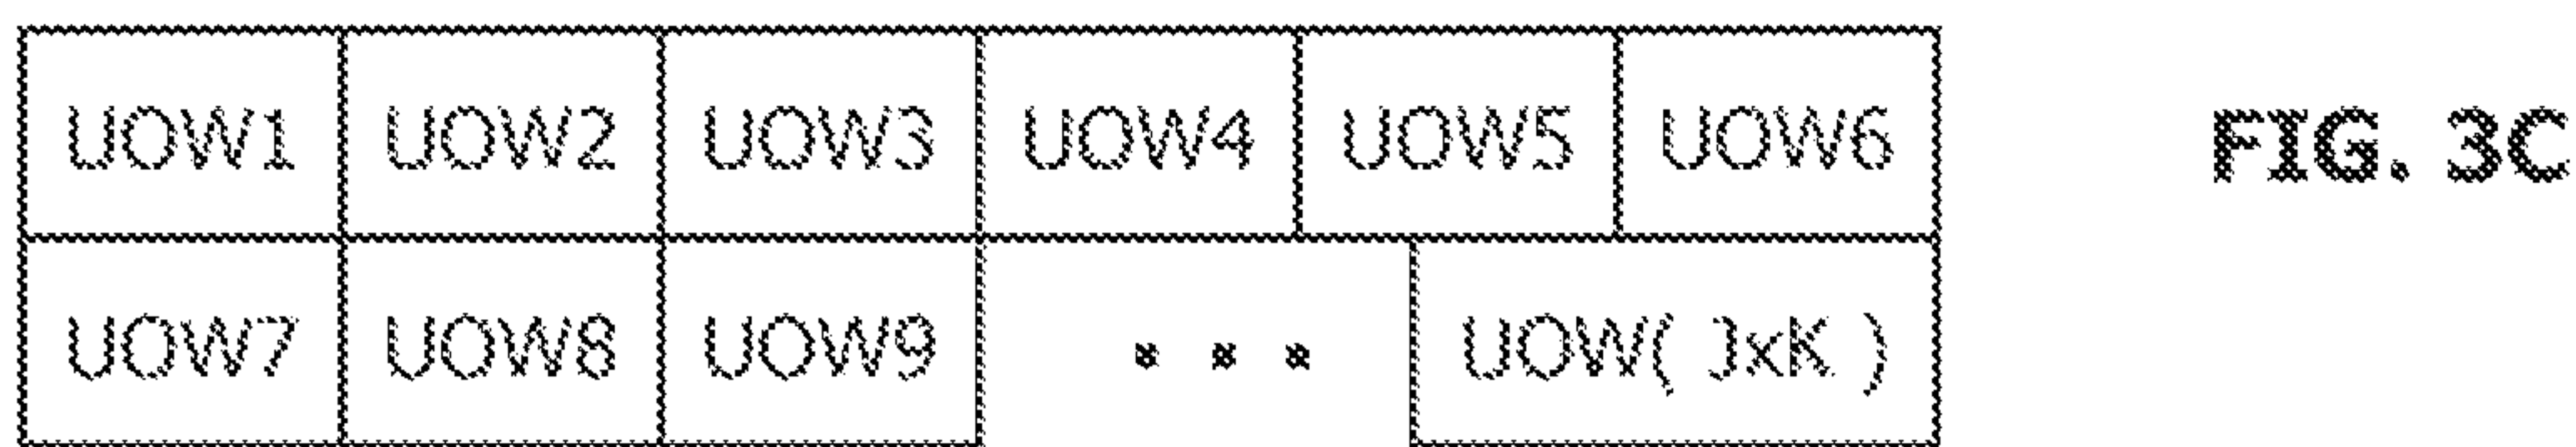 UOW1 UOW2 UOW3 UOW4 UOW5 UOW6 FIG. 3C
UOW7 UOW8 UOW9 ... UOW( JxK )